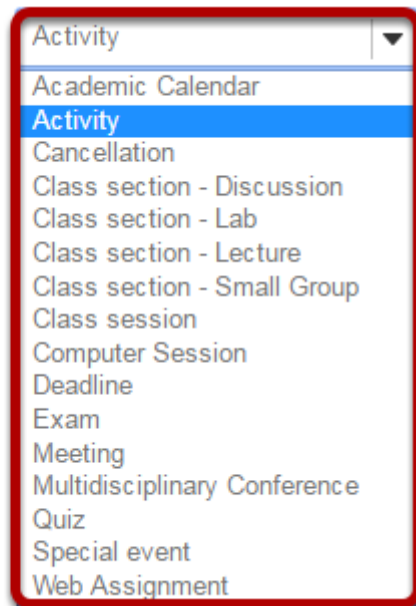 Activity
Academic Calendar
Activity
Cancellation
Class section - Discussion
Class section - Lab
Class section - Lecture
Class section - Small Group
Class session
Computer Session
Deadline
Exam
Meeting
Multidisciplinary Conference
Quiz
Special event
Web Assignment